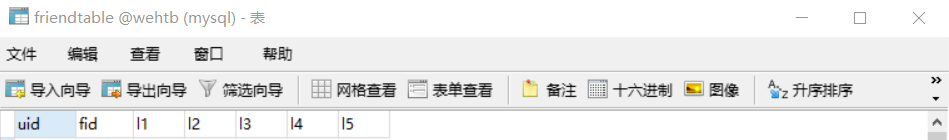 friendtable @wehtb (mysql) - 表
文件 编辑 查看 窗口 帮助
导入向导 导出向导 筛选向导 网格查看 表单查看 备注 十六进制 图像 升序排序
uid fid l1 l2 l3 l4 l5